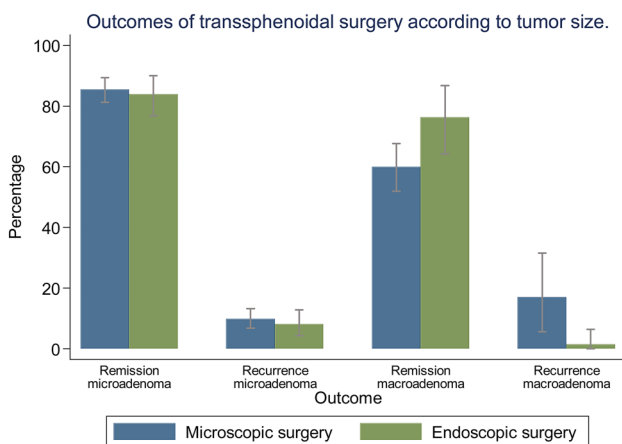 Outcomes of transsphenoidal surgery according to tumor size.
100
80
60
40
20
0
Percentage
Remission
microadenoma
Recurrence
microadenoma
Remission
macroadenoma
Recurrence
macroadenoma
Outcome
Microscopic surgery
Endoscopic surgery